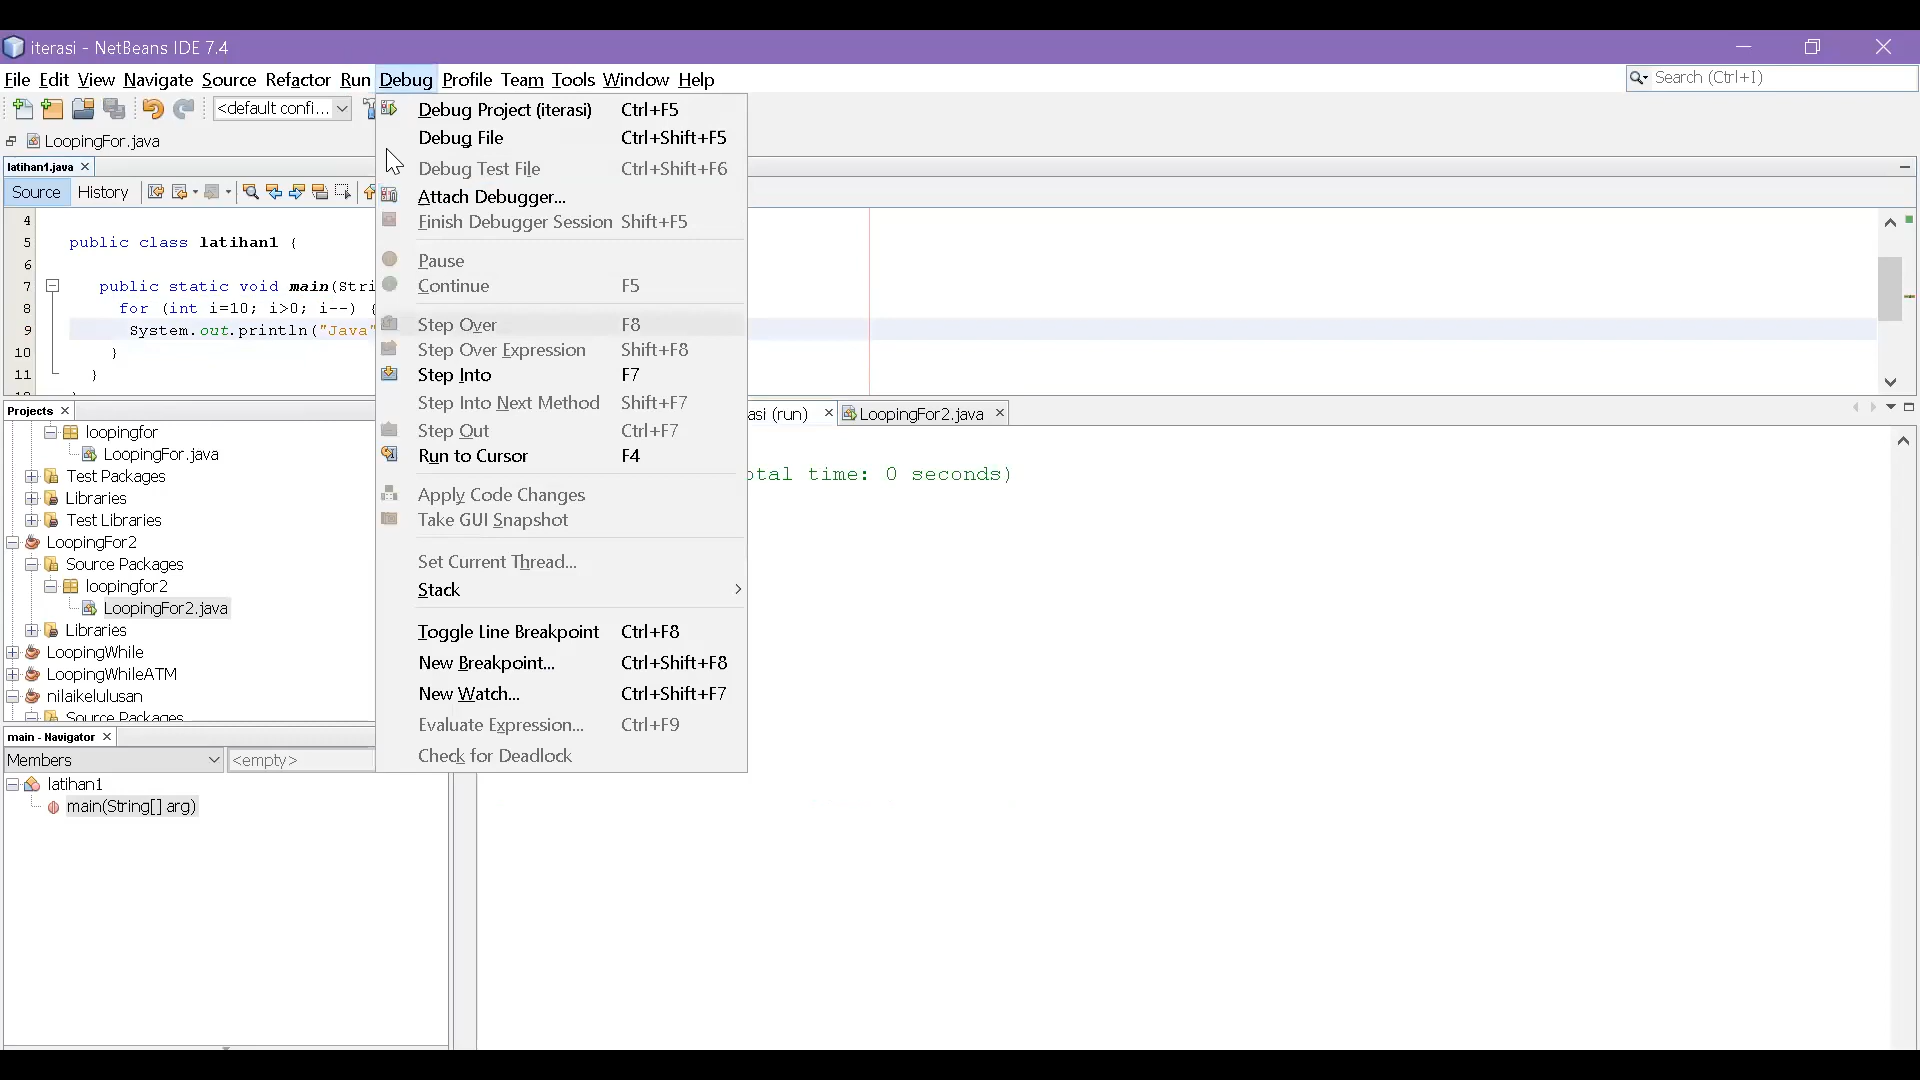 iterasi - NetBeans IDE 7.4
File Edit View Navigate Source Refactor Run Debug Profile Team Tools Window Help
Search (Ctrl+I)
<default confi...
LoopingFor.java
latihan1.java
Source History
4
5 public class latihan1 {
6
7 public static void main(Stri
8 for (int i=10; i>0; i--) {
9 System.out.println("Java"
10 }
11 }
Debug Project (iterasi) Ctrl+F5
Debug File Ctrl+Shift+F5
Debug Test File Ctrl+Shift+F6
Attach Debugger...
Finish Debugger Session Shift+F5
Pause
Continue F5
Step Over F8
Step Over Expression Shift+F8
Step Into F7
Step Into Next Method Shift+F7
Step Out Ctrl+F7
Run to Cursor F4
Apply Code Changes
Take GUI Snapshot
Set Current Thread...
Stack
Toggle Line Breakpoint Ctrl+F8
New Breakpoint... Ctrl+Shift+F8
New Watch... Ctrl+Shift+F7
Evaluate Expression... Ctrl+F9
Check for Deadlock
Projects
loopingfor
LoopingFor.java
Test Packages
Libraries
Test Libraries
LoopingFor2
Source Packages
loopingfor2
LoopingFor2.java
Libraries
LoopingWhile
LoopingWhileATM
nilaikelulusan
Source Packages
asi (run)
LoopingFor2.java
otal time: 0 seconds)
main - Navigator
Members
<empty>
latihan1
main(String[] arg)